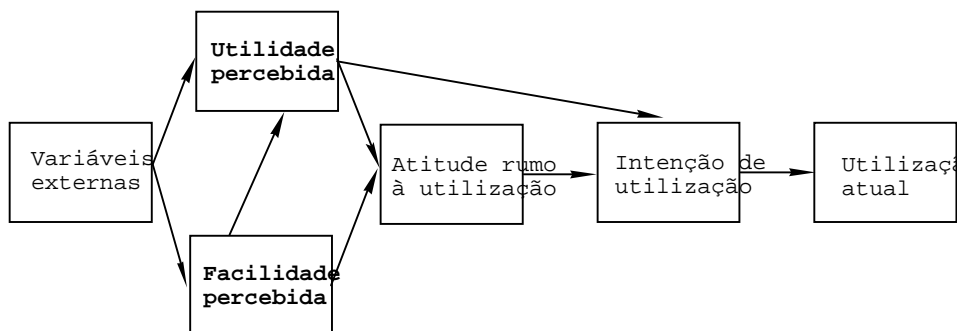 Utilidade
percebida
Variáveis
externas
Atitude rumo
à utilização
Intenção de
utilização
Utilizaçã
atual
Facilidade
percebida